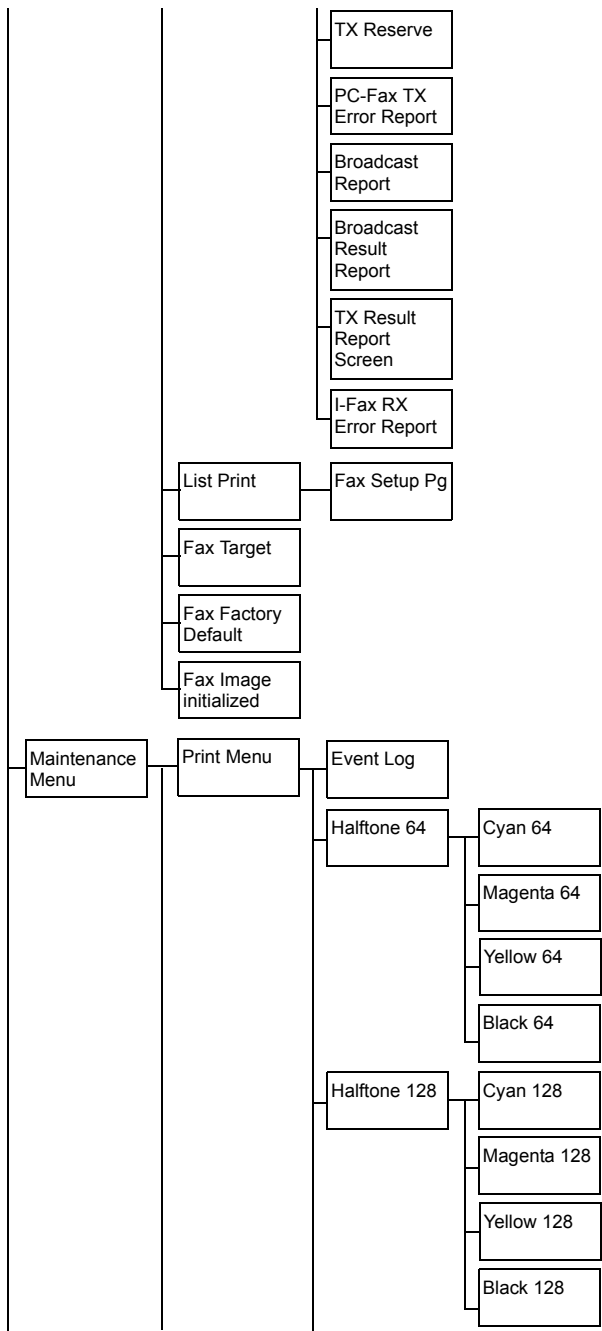 TX Reserve
PC-Fax TX
Error Report
Broadcast
Report
Broadcast
Result
Report
TX Result
Report
Screen
I-Fax RX
Error Report
List Print
Fax Setup Pg
Fax Target
Fax Factory
Default
Fax Image
initialized
Maintenance
Menu
Print Menu
Event Log
Halftone 64
Cyan 64
Magenta 64
Yellow 64
Black 64
Halftone 128
Cyan 128
Magenta 128
Yellow 128
Black 128